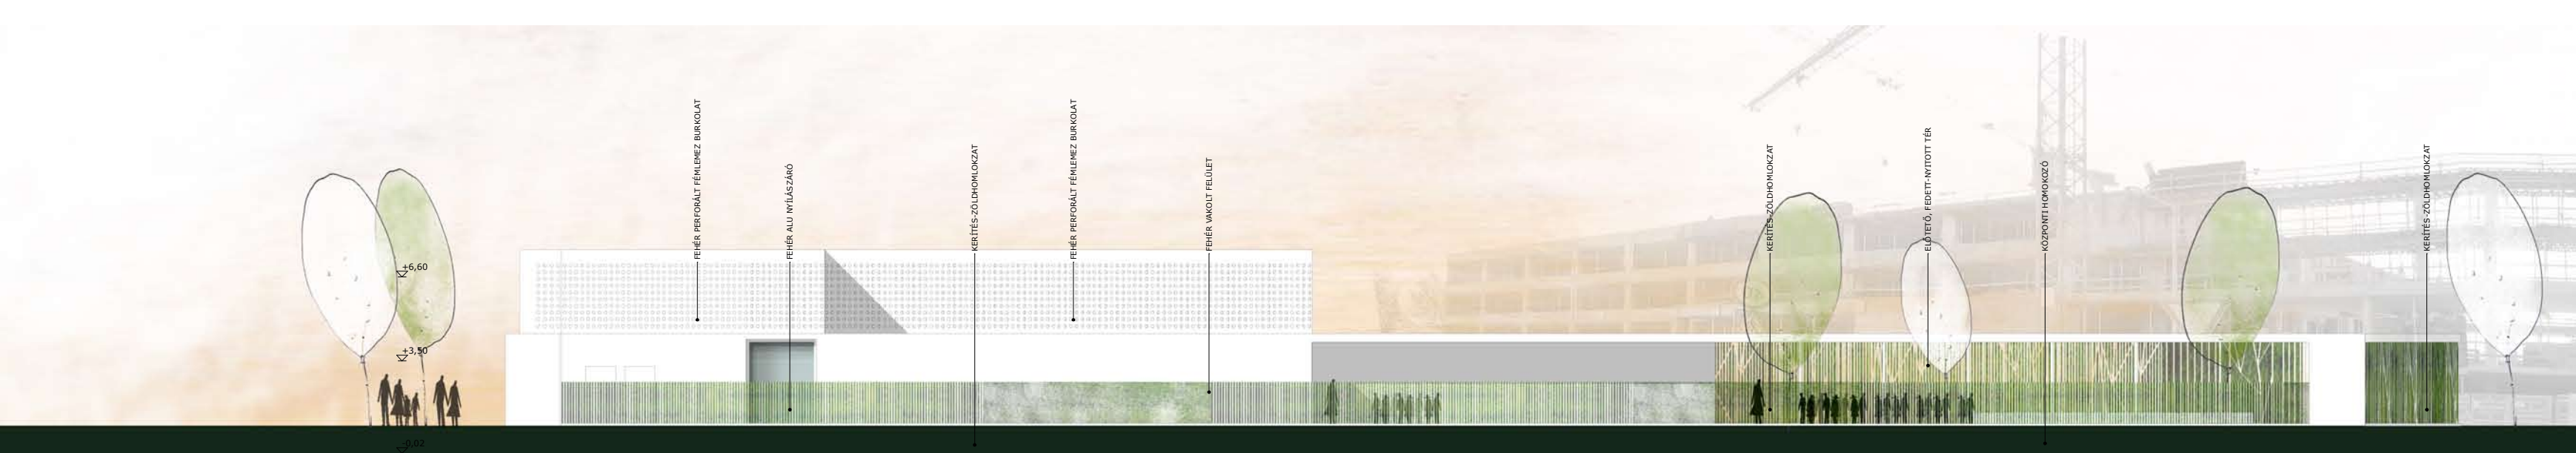 FEHÉR PERFORÁLT FÉMLEMEZ BURKOLAT
FEHÉR ALU NYÍLÁSZÁRÓ
KERÍTÉS-ZÖLDHOMLOKZAT
FEHÉR PERFORÁLT FÉMLEMEZ BURKOLAT
FEHÉR VAKOLT FELÜLET
KERÍTÉS-ZÖLDHOMLOKZAT
ELŐTETŐ, FEDETT-NYITOTT TÉR
KÖZPONTI HOMOKOZÓ
KERÍTÉS-ZÖLDHOMLOKZAT
+6,60
+3,50
-0,02